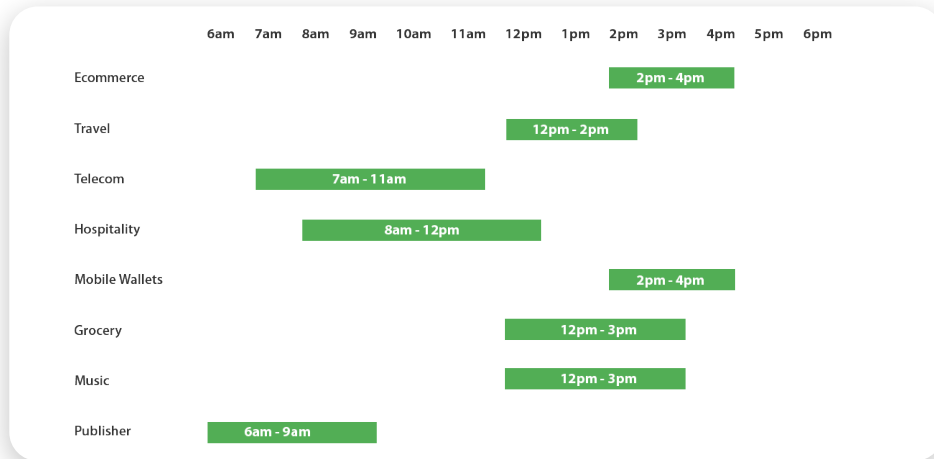 6am 7am 8am 9am 10am 11am 12pm 1pm 2pm 3pm 4pm 5pm 6pm
Ecommerce 2pm - 4pm
Travel 12pm - 2pm
Telecom 7am - 11am
Hospitality 8am - 12pm
Mobile Wallets 2pm - 4pm
Grocery 12pm - 3pm
Music 12pm - 3pm
Publisher 6am - 9am